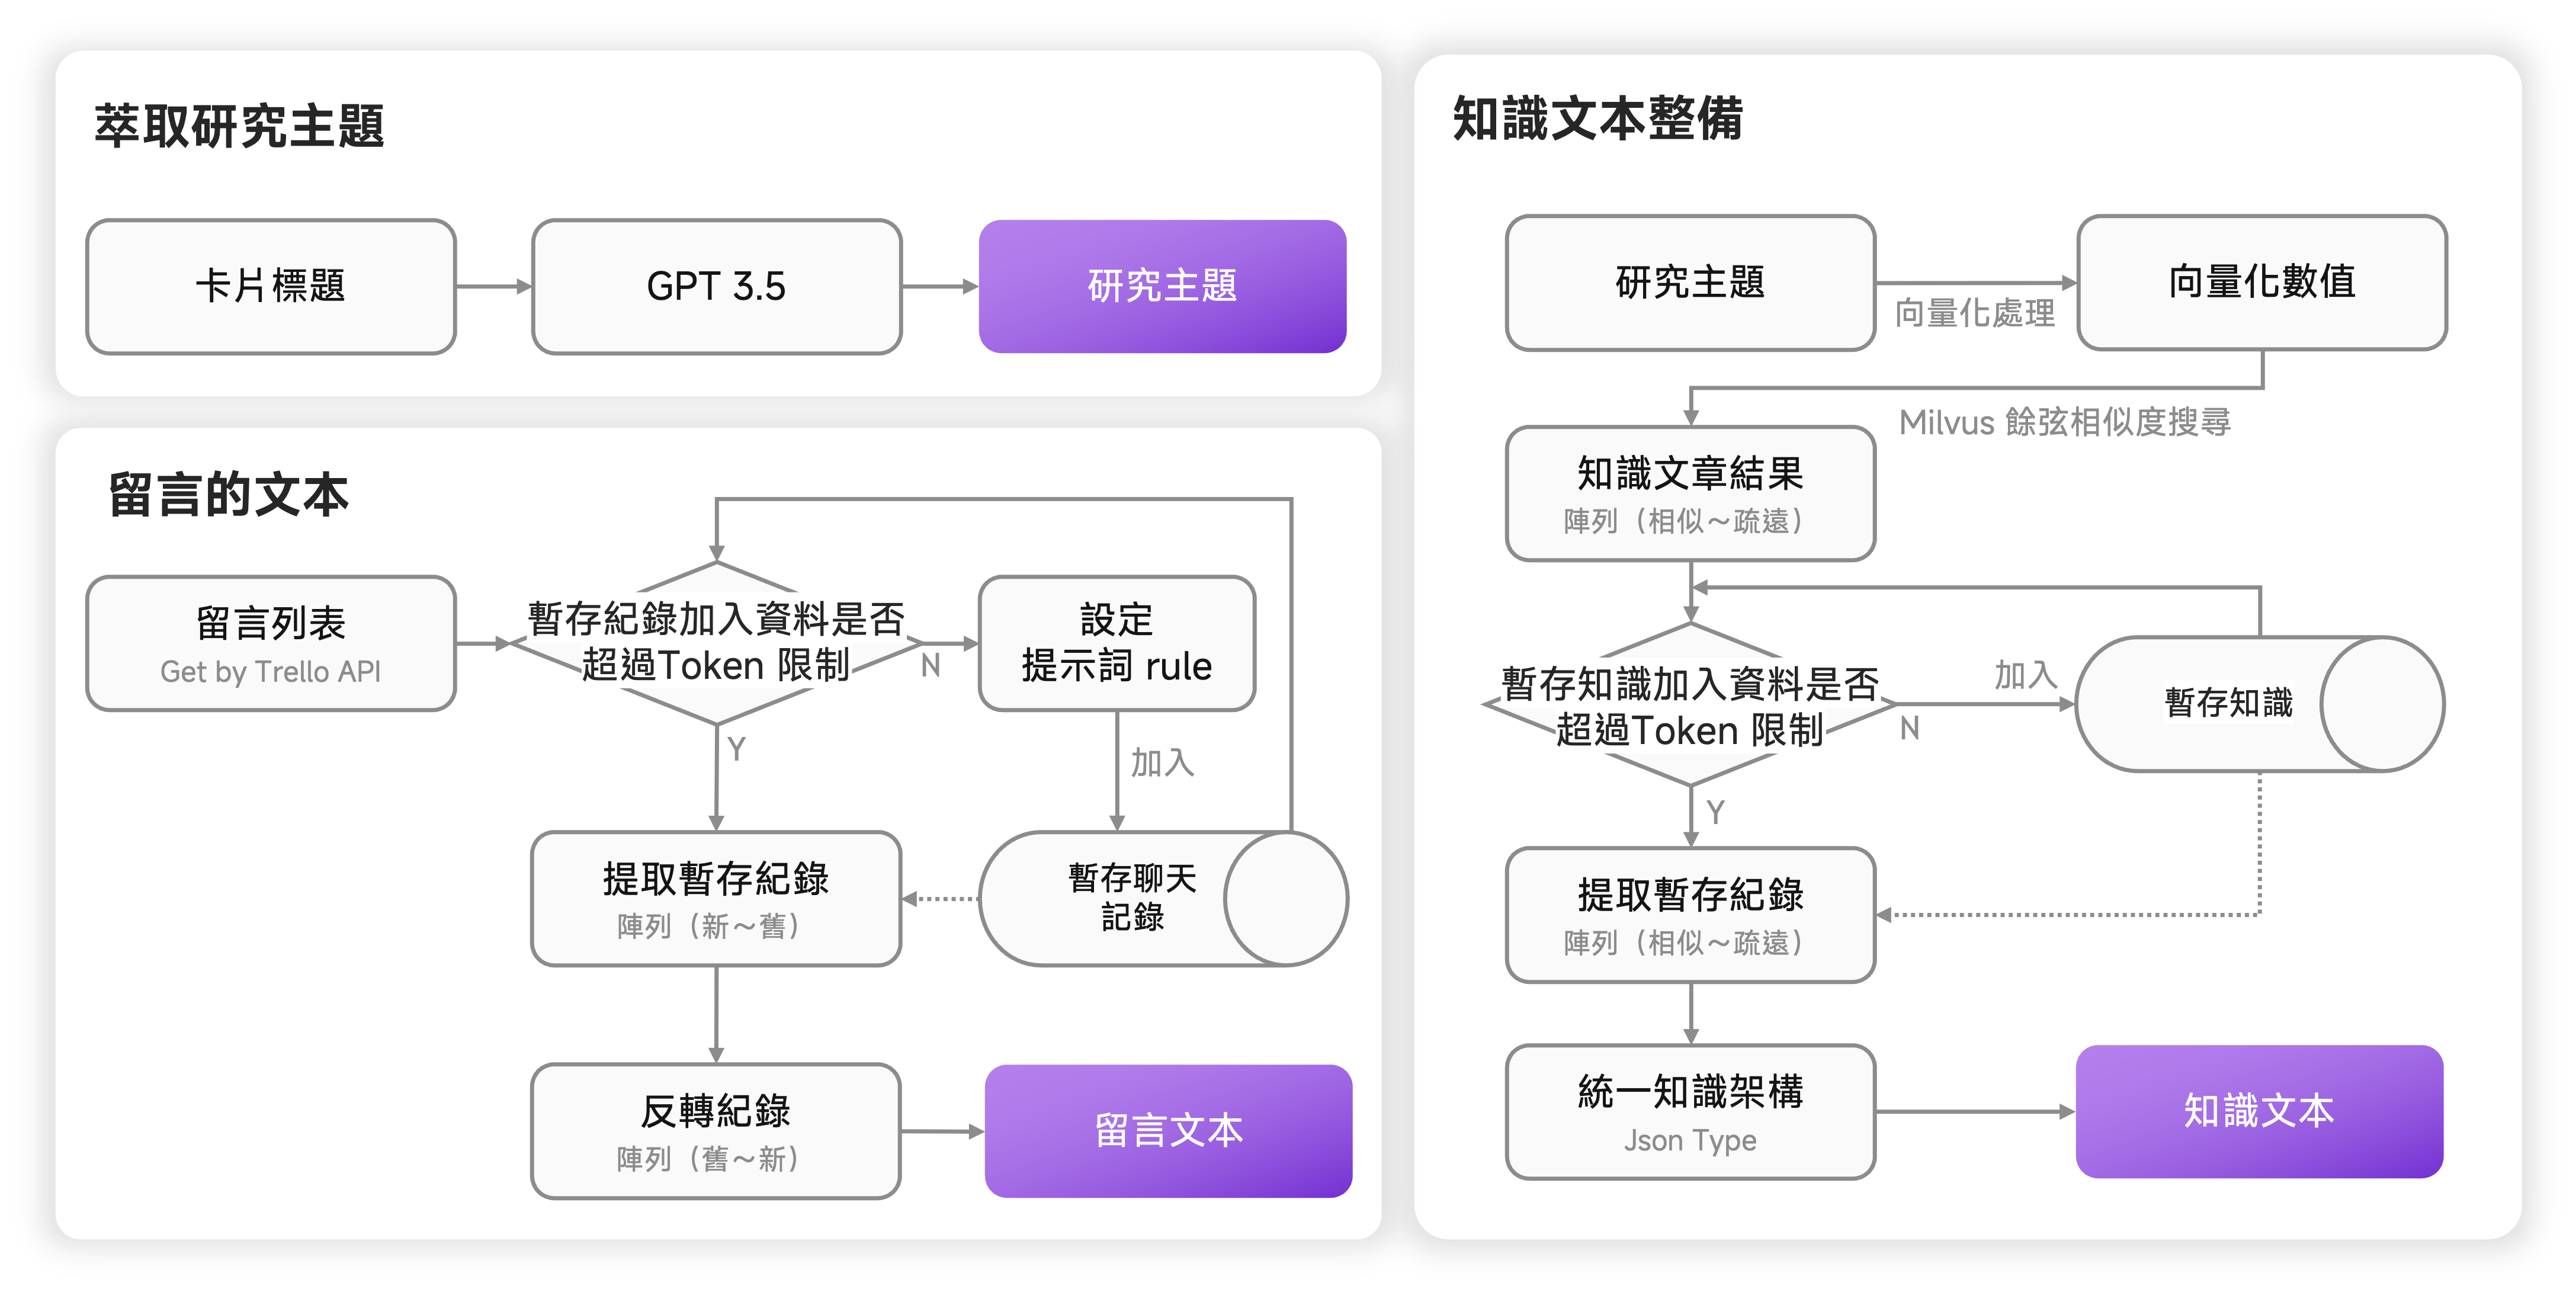 萃取研究主題
卡片標題
GPT 3.5
研究主題
留言的文本
留言列表
Get by Trello API
暫存紀錄加入資料是否
超過Token 限制
N
設定
提示詞 rule
Y
加入
提取暫存紀錄
陣列（新～舊）
暫存聊天
記錄
反轉紀錄
陣列（舊～新）
留言文本
知識文本整備
研究主題
向量化處理
向量化數值
Milvus 餘弦相似度搜尋
知識文章結果
陣列（相似～疏遠）
暫存知識加入資料是否
超過Token 限制
加入
N
暫存知識
Y
提取暫存紀錄
陣列（相似～疏遠）
統一知識架構
Json Type
知識文本